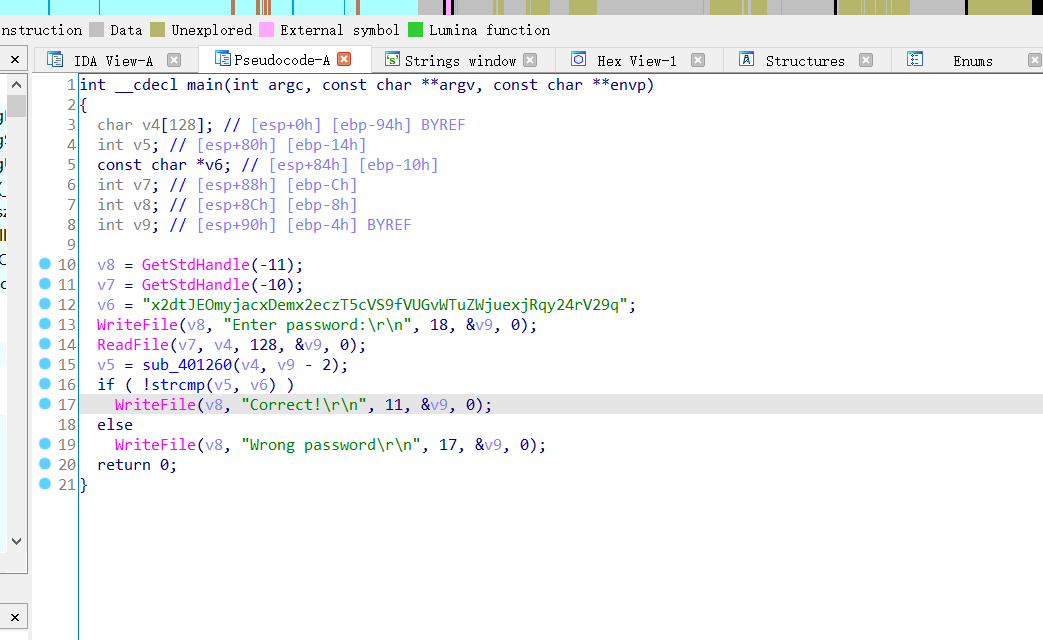 nstruction Data Unexplored External symbol Lumina function
IDA View-A Pseudocode-A Strings window Hex View-1 Structures Enums
1 int __cdecl main(int argc, const char **argv, const char **envp)
2 {
3 char v4[128]; // [esp+0h] [ebp-94h] BYREF
4 int v5; // [esp+80h] [ebp-14h]
5 const char *v6; // [esp+84h] [ebp-10h]
6 int v7; // [esp+88h] [ebp-Ch]
7 int v8; // [esp+8Ch] [ebp-8h]
8 int v9; // [esp+90h] [ebp-4h] BYREF
9
10 v8 = GetStdHandle(-11);
11 v7 = GetStdHandle(-10);
12 v6 = "x2dtJEOmyjacxDemx2eczT5cVS9fVUGvWTuZWjuexjRqy24rV29q";
13 WriteFile(v8, "Enter password:\r\n", 18, &v9, 0);
14 ReadFile(v7, v4, 128, &v9, 0);
15 v5 = sub_401260(v4, v9 - 2);
16 if ( !strcmp(v5, v6) )
17 WriteFile(v8, "Correct!\r\n", 11, &v9, 0);
18 else
19 WriteFile(v8, "Wrong password\r\n", 17, &v9, 0);
20 return 0;
21 }